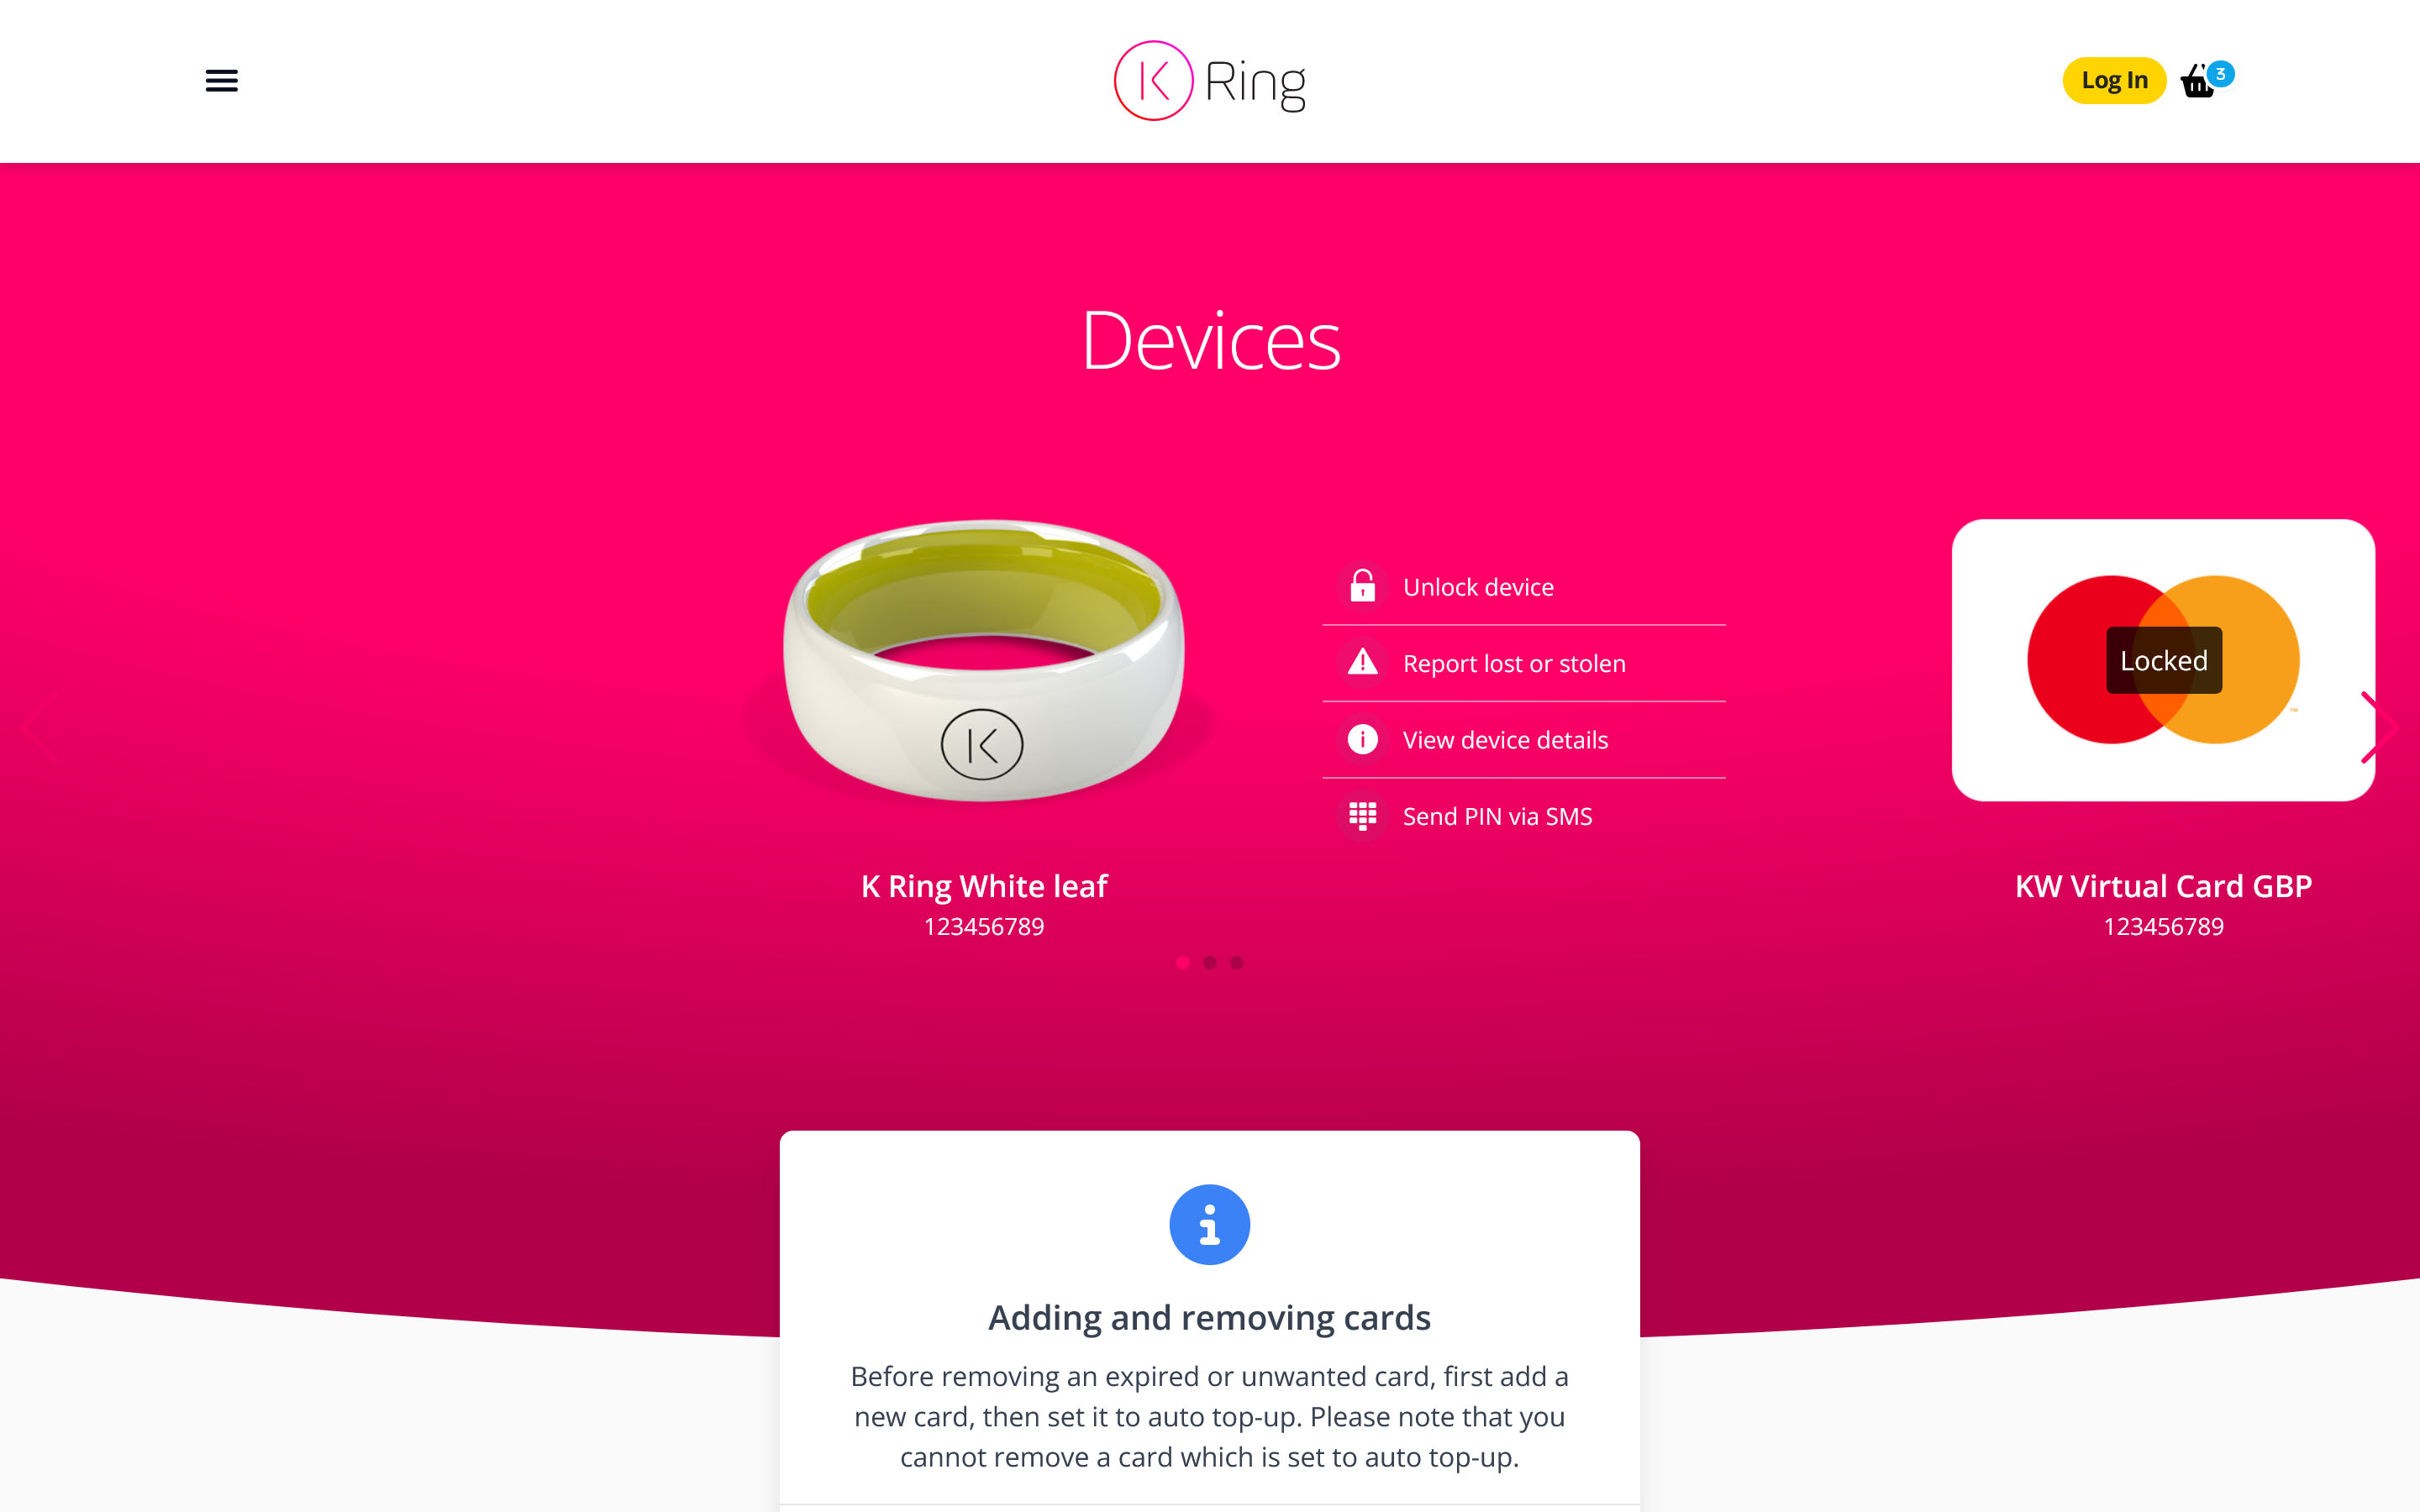 K Ring
Log In
3
Devices
Unlock device
Report lost or stolen
View device details
Send PIN via SMS
K
K Ring White leaf
123456789
Locked
KW Virtual Card GBP
123456789
Adding and removing cards
Before removing an expired or unwanted card, first add a
new card, then set it to auto top-up. Please note that you
cannot remove a card which is set to auto top-up.